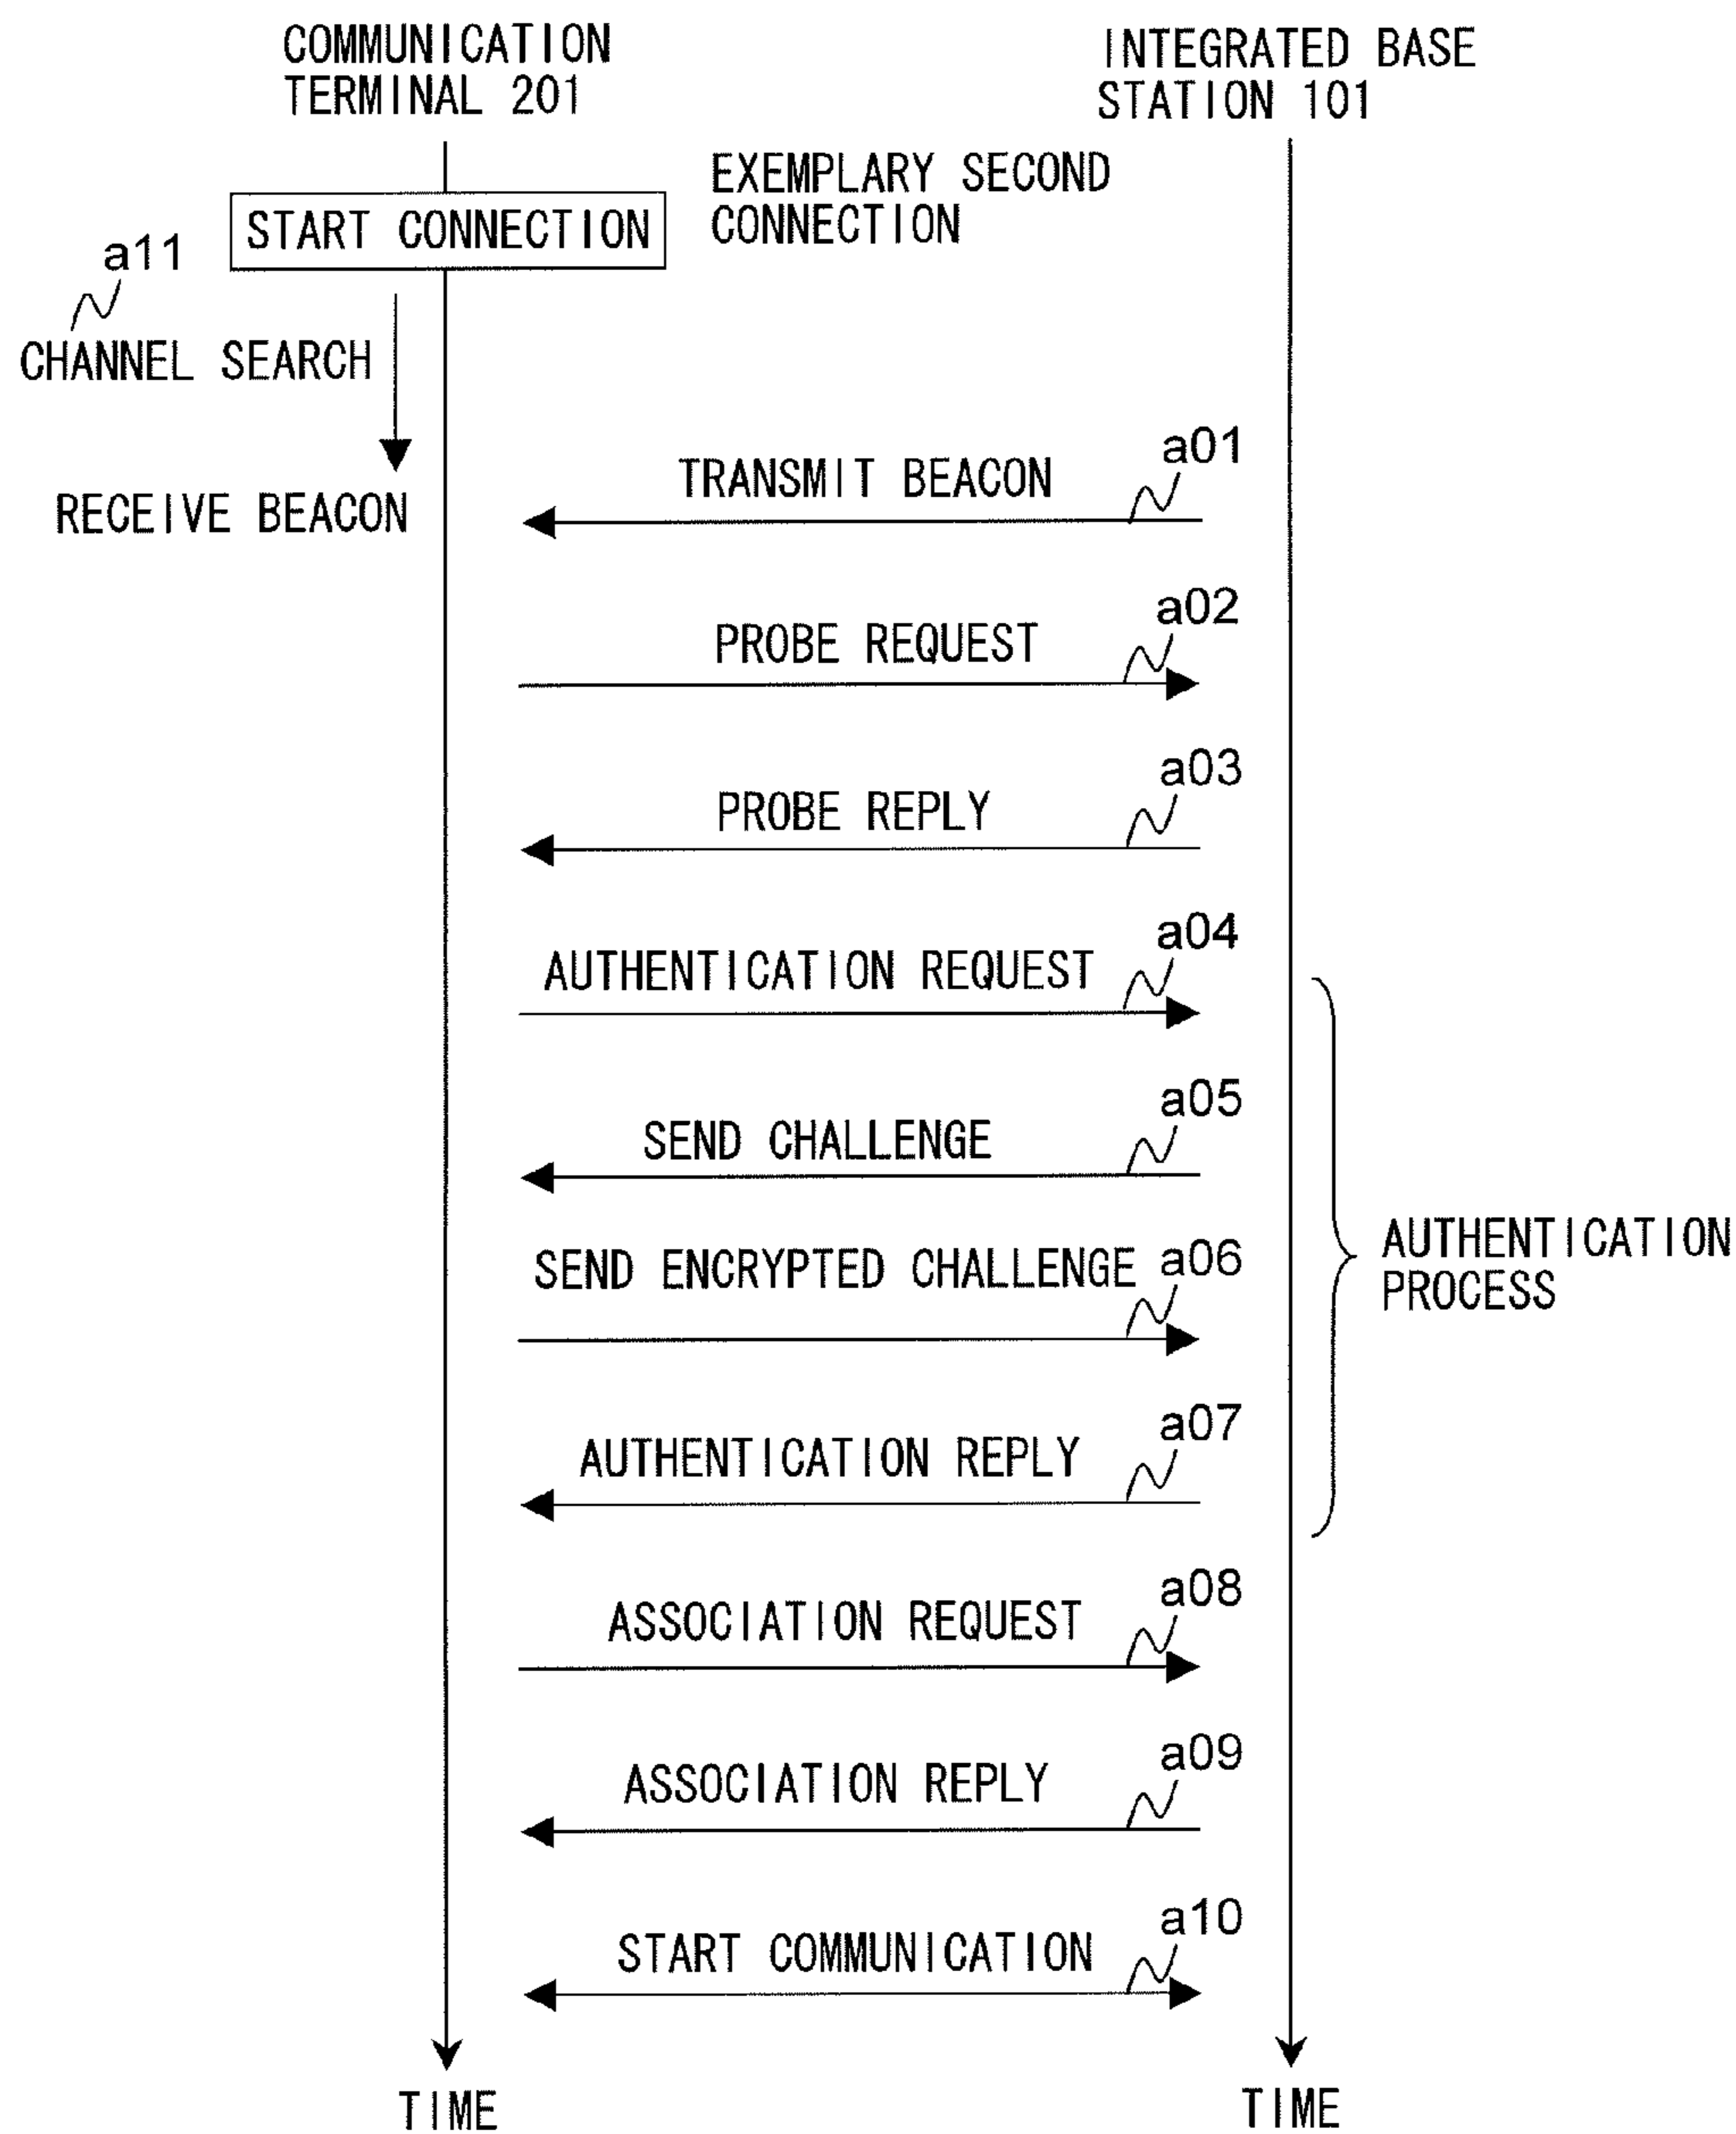 COMMUNICATION
TERMINAL 201
INTEGRATED BASE
STATION 101
EXEMPLARY SECOND
CONNECTION
START CONNECTION
a11
CHANNEL SEARCH
RECEIVE BEACON
a01
TRANSMIT BEACON
a02
PROBE REQUEST
a03
PROBE REPLY
a04
AUTHENTICATION REQUEST
a05
SEND CHALLENGE
a06
SEND ENCRYPTED CHALLENGE
AUTHENTICATION
PROCESS
a07
AUTHENTICATION REPLY
a08
ASSOCIATION REQUEST
a09
ASSOCIATION REPLY
a10
START COMMUNICATION
TIME
TIME